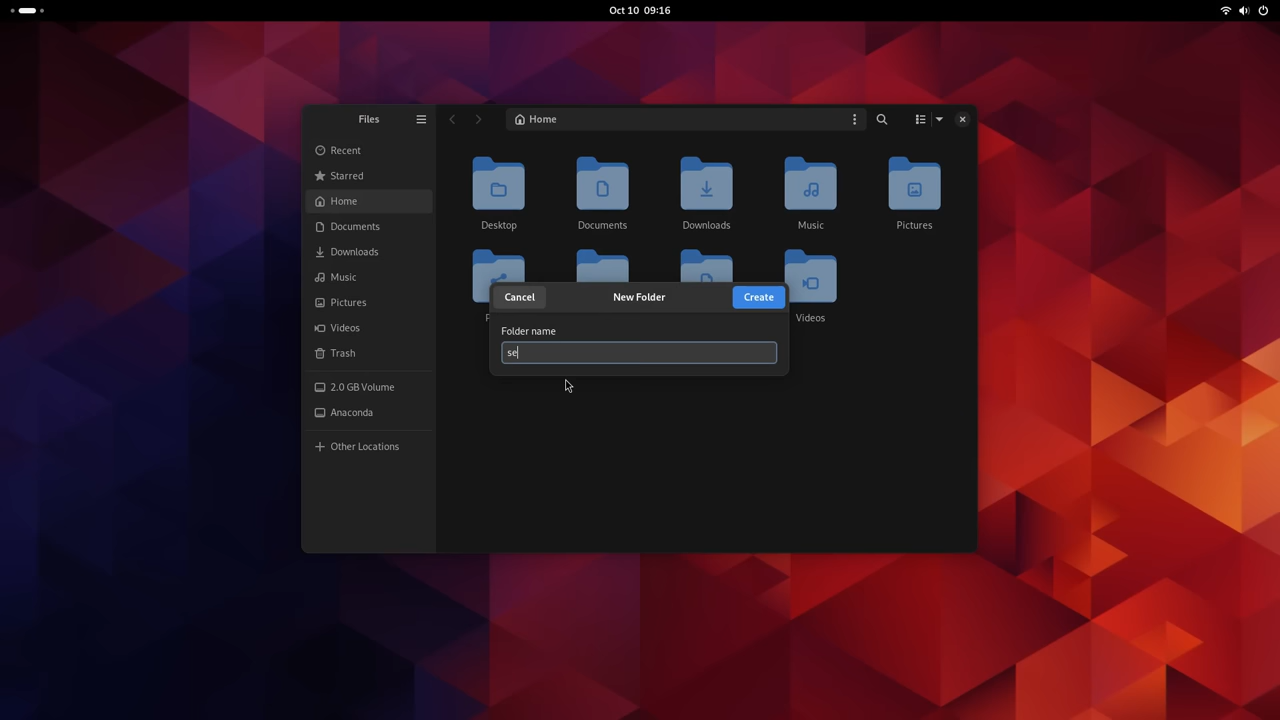 Oct 10 09:16
Files
Home
Recent
Starred
Home
Documents
Downloads
Music
Pictures
Videos
Trash
2.0 GB Volume
Anaconda
Other Locations
Desktop
Documents
Downloads
Music
Pictures
Videos
Cancel
New Folder
Create
Folder name
se